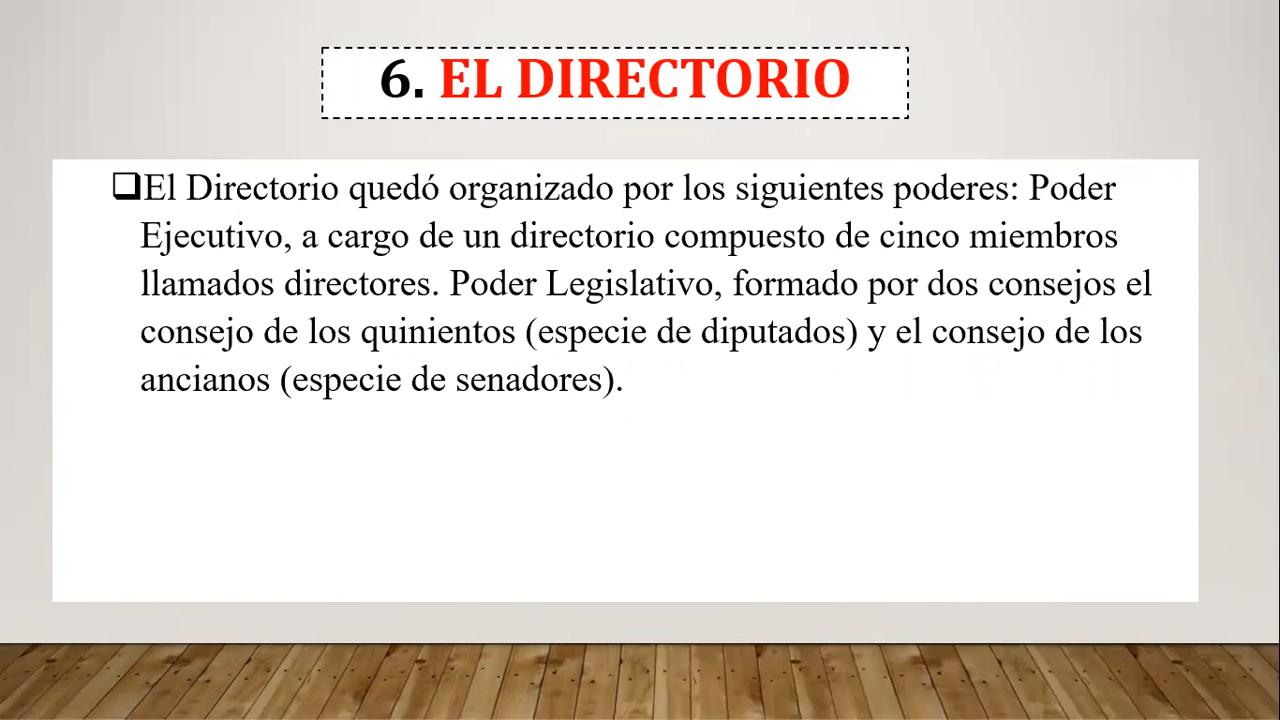 6. EL DIRECTORIO
❑El Directorio quedó organizado por los siguientes poderes: Poder
Ejecutivo, a cargo de un directorio compuesto de cinco miembros
llamados directores. Poder Legislativo, formado por dos consejos el
consejo de los quinientos (especie de diputados) y el consejo de los
ancianos (especie de senadores).